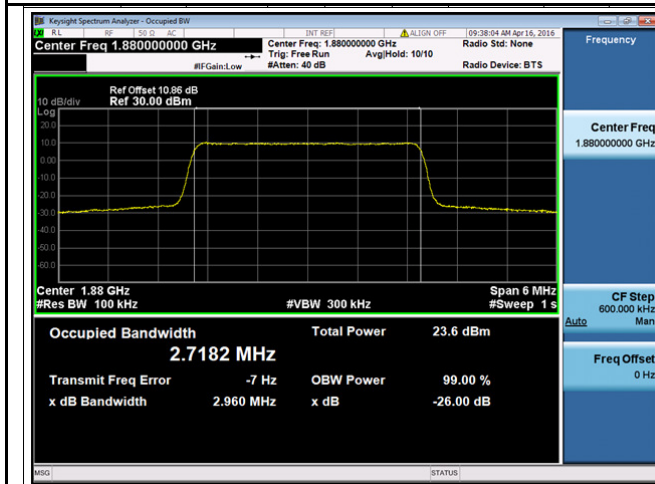 Keysight Spectrum Analyzer - Occupied BW
RL RF 50 Ω AC INT REF ALIGN OFF 09:38:04 AM Apr 16, 2016
Center Freq 1.880000000 GHz
Center Freq: 1.880000000 GHz
Radio Std: None
Trig: Free Run Avg|Hold: 10/10
#IFGain:Low #Atten: 40 dB Radio Device: BTS
Frequency
Ref Offset 10.86 dB
10 dB/div Ref 30.00 dBm
Log
20.0
10.0
0.00
-10.0
-20.0
-30.0
-40.0
-50.0
-60.0
Center 1.88 GHz Span 6 MHz
#Res BW 100 kHz #VBW 300 kHz #Sweep 1 s
Occupied Bandwidth Total Power 23.6 dBm
2.7182 MHz
Transmit Freq Error -7 Hz OBW Power 99.00 %
x dB Bandwidth 2.960 MHz x dB -26.00 dB
Center Freq
1.880000000 GHz
CF Step
600.000 kHz
Auto Man
Freq Offset
0 Hz
MSG STATUS